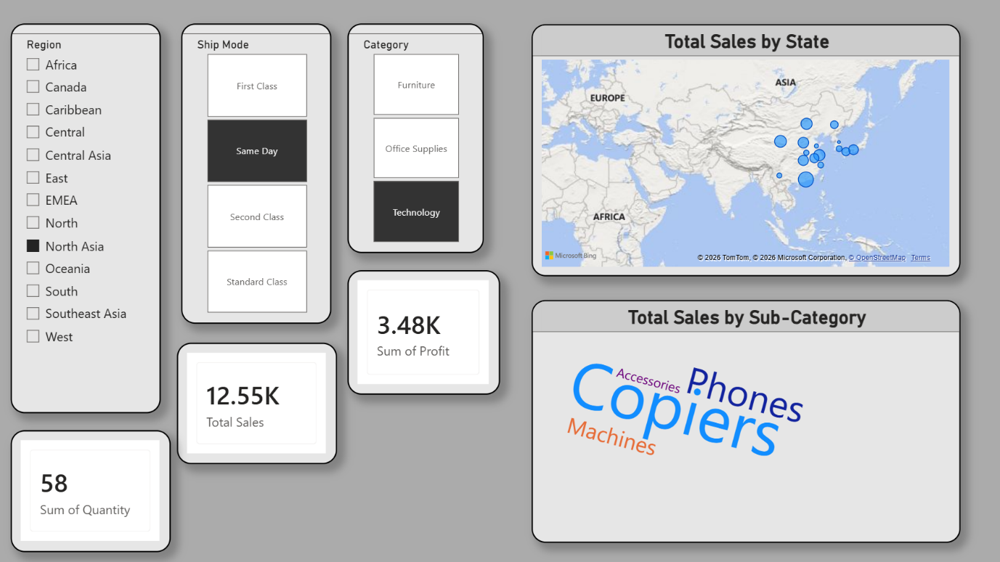 Region
Africa
Canada
Caribbean
Central
Central Asia
East
EMEA
North
North Asia
Oceania
South
Southeast Asia
West
Ship Mode
First Class
Same Day
Second Class
Standard Class
Category
Furniture
Office Supplies
Technology
58
Sum of Quantity
12.55K
Total Sales
3.48K
Sum of Profit
Total Sales by State
ASIA
EUROPE
AFRICA
Microsoft Bing
© 2026 TomTom, © 2026 Microsoft Corporation, © OpenStreetMap Terms
Total Sales by Sub-Category
Accessories
Phones
Copiers
Machines